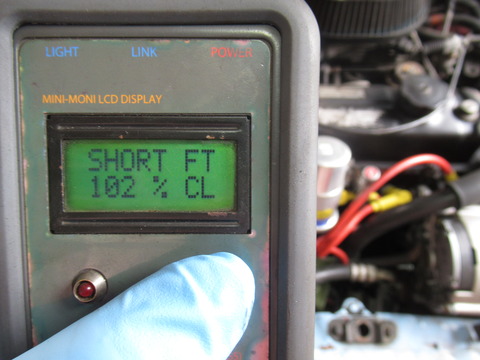 LIGHT LINK POWER
MINI-MONI LCD DISPLAY
SHORT FT
102 % CL